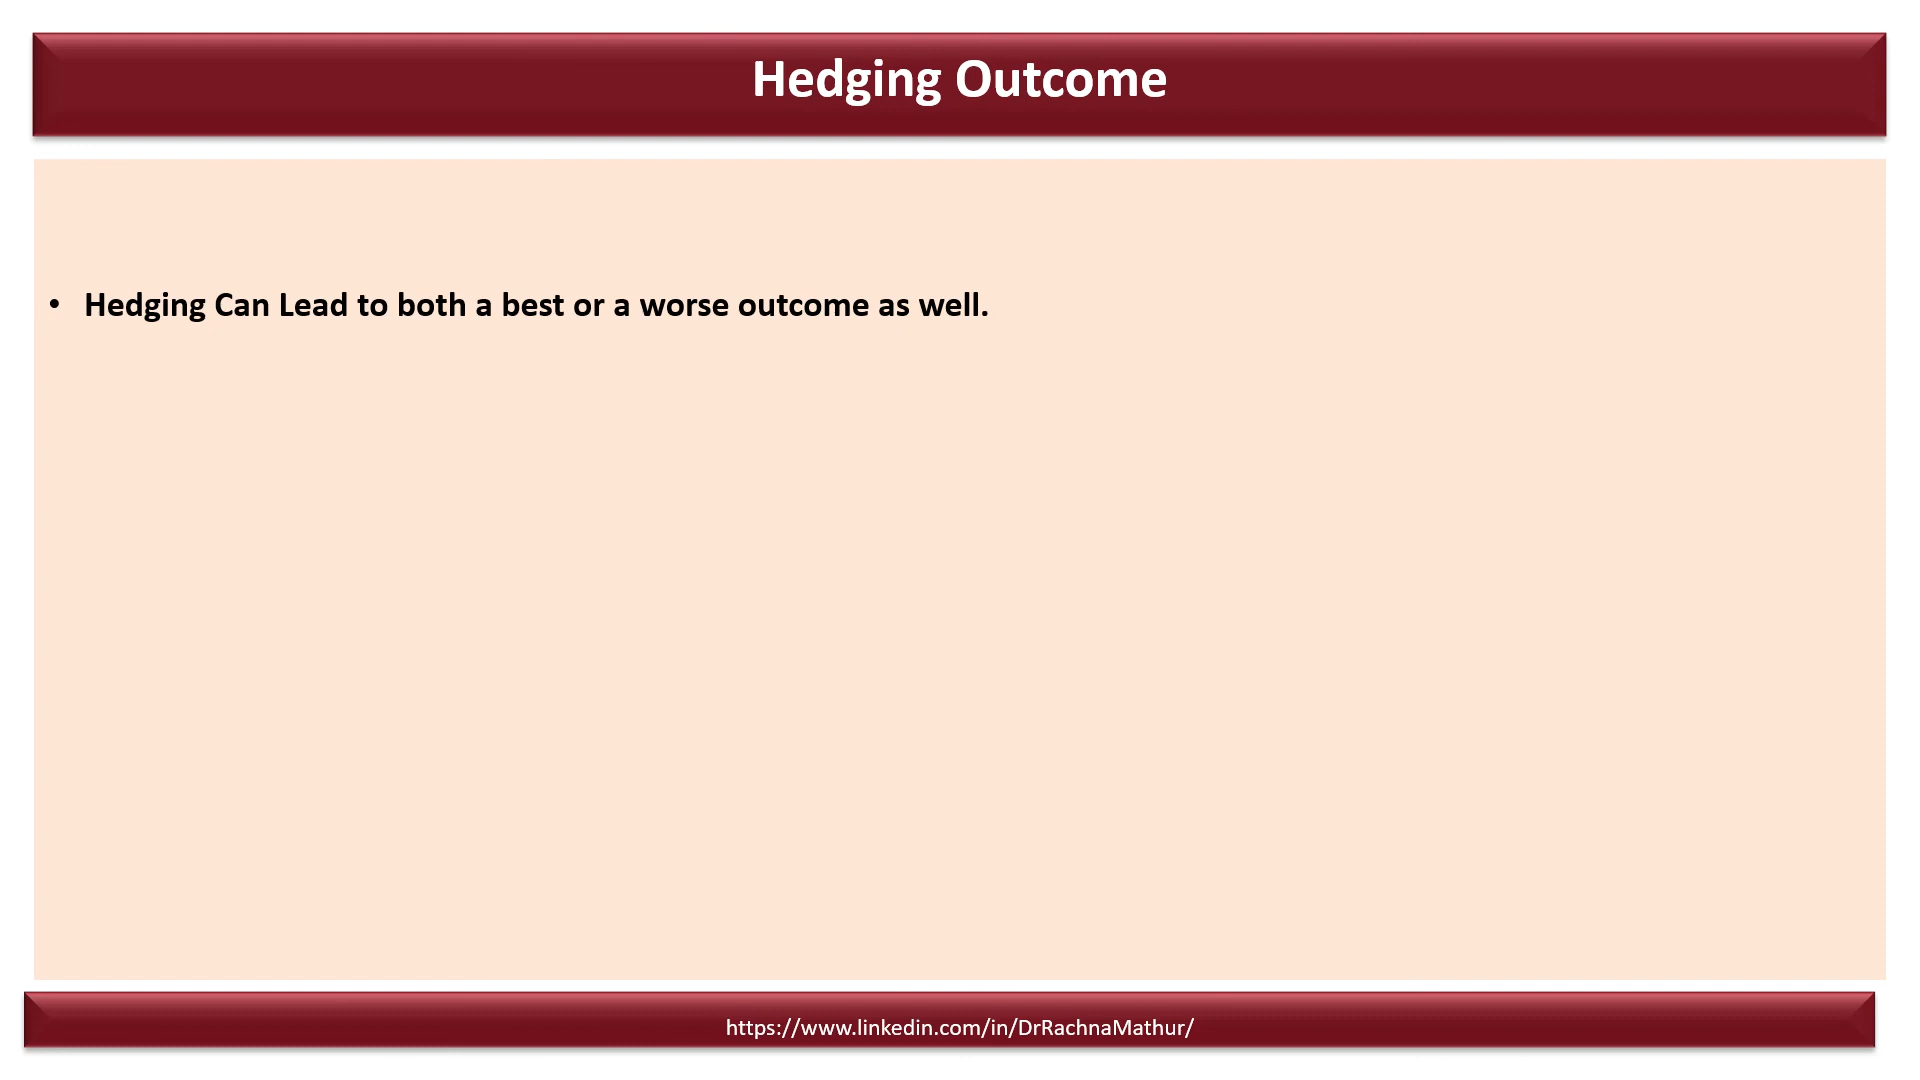 Hedging Outcome
• Hedging Can Lead to both a best or a worse outcome as well.
https://www.linkedin.com/in/DrRachnaMathur/